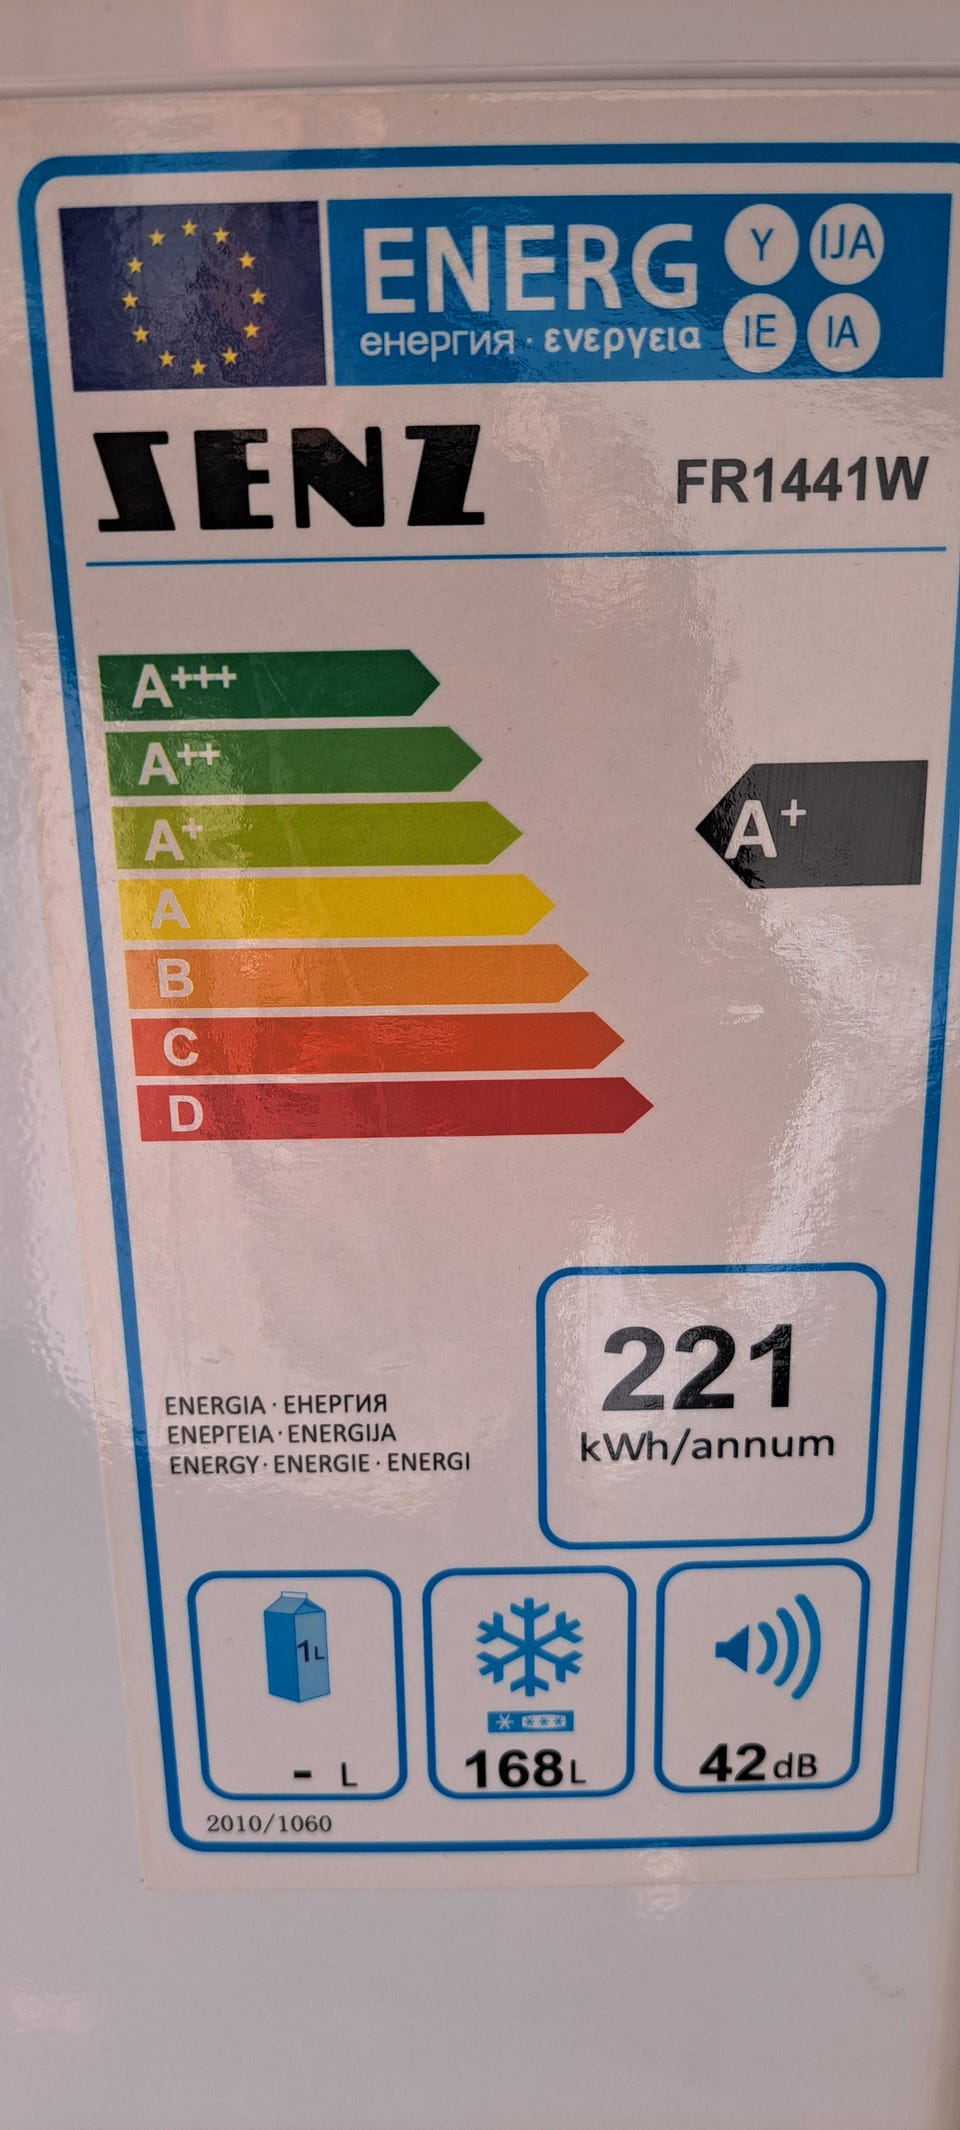 ENERG Y IJA
енергия · ενεργεια IE IA
SENZ FR1441W
A+++
A++
A+
A+
A
B
C
D
221
kWh/annum
ENERGIA · ЕНЕРГИЯ
ΕΝΕΡΓΕΙΑ · ENERGIJA
ENERGY · ENERGIE · ENERGI
1L
- L
168L
42dB
2010/1060